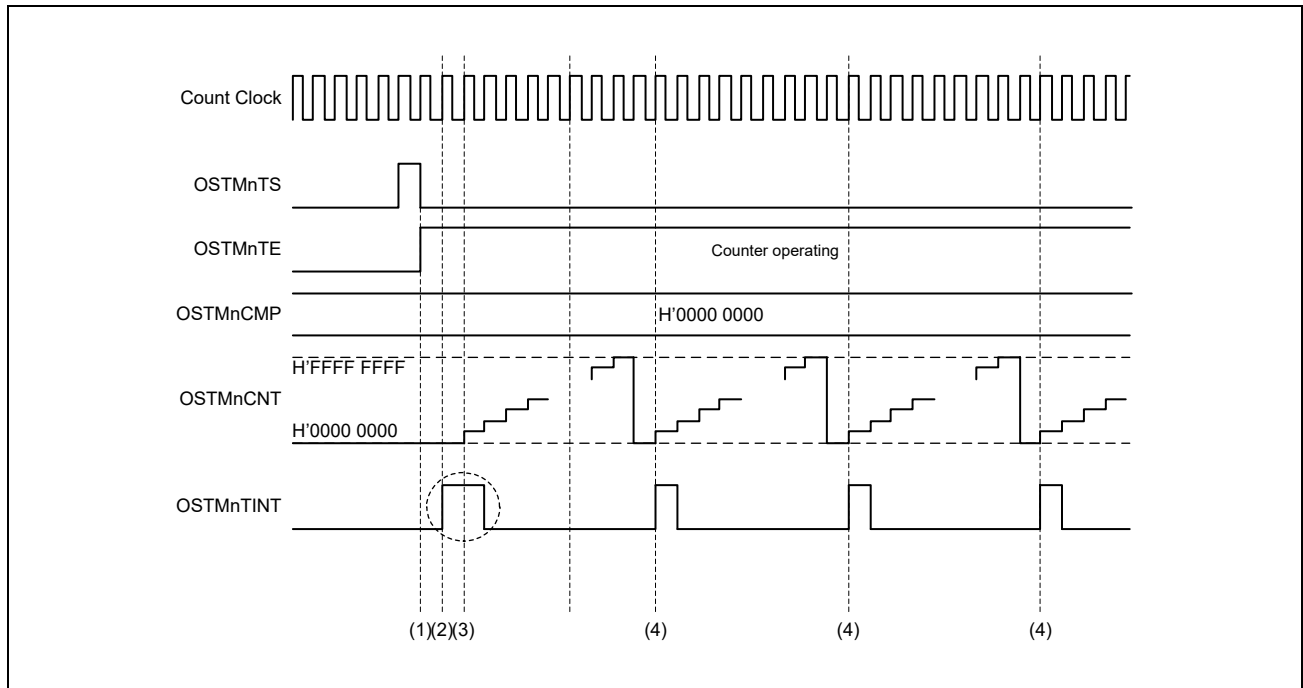 Count Clock
OSTMnTS
OSTMnTE
Counter operating
OSTMnCMP
H'0000 0000
H'FFFF FFFF
OSTMnCNT
H'0000 0000
OSTMnTINT
(1)(2)(3) (4) (4) (4)